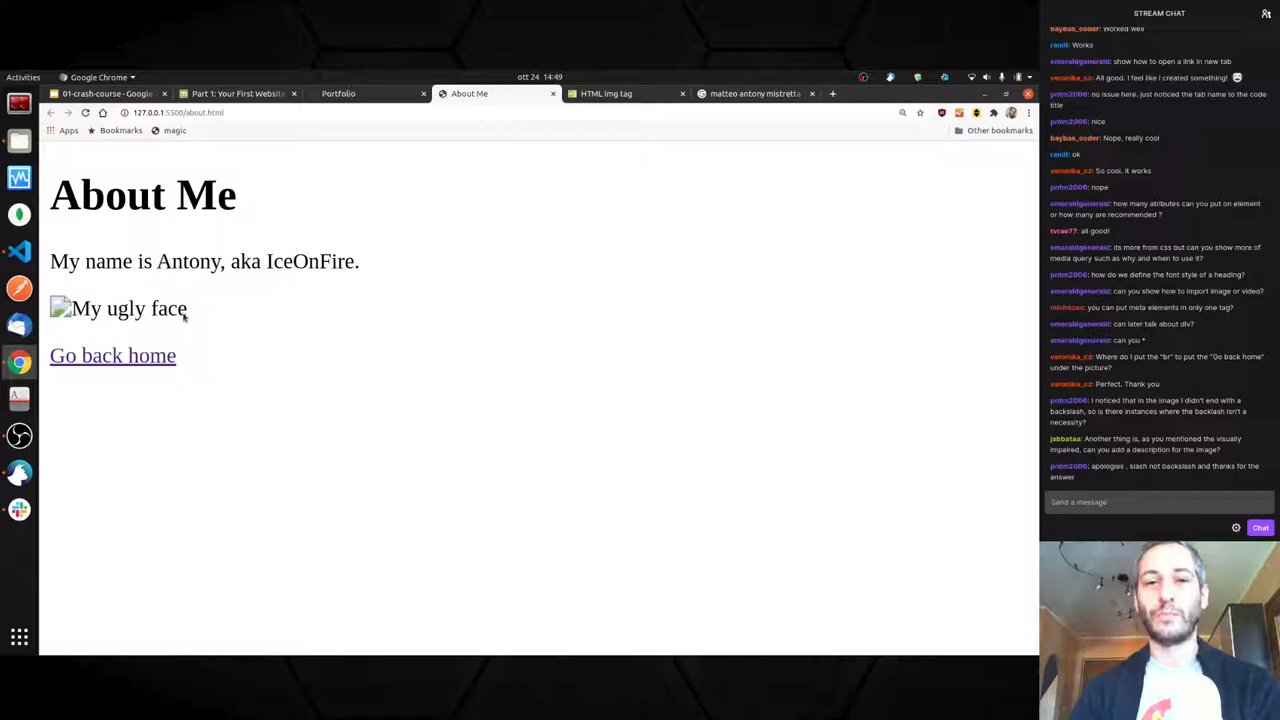 STREAM CHAT
Activities
Google Chrome
ott 24 14:49
01-crash-course - Google
Part 1: Your First Website
Portfolio
About Me
HTML img tag
matteo antony mistretta
127.0.0.1:5500/about.html
Apps
Bookmarks
magic
Other bookmarks
About Me
My name is Antony, aka IceOnFire.
My ugly face
Go back home
baybas_coder: Worked well
raniit: Works
emeraldgenerald: show how to open a link in new tab
veronika_cz: All good. I feel like I created something!
pntm2006: no issue here. just noticed the tab name to the code
title
pntm2006: nice
baybas_coder: Nope, really cool
raniit: ok
veronika_cz: So cool. It works
pntm2006: nope
emeraldgenerald: how many atributes can you put on element
or how many are recommended ?
tvrae77: all good!
emeraldgenerald: its more from css but can you show more of
media query such as why and when to use it?
pntm2006: how do we define the font style of a heading?
emeraldgenerald: can you show how to import image or video?
you can put meta elements in only one tag?
emeraldgenerald: can later talk about div?
emeraldgenerald: can you *
veronika_cz: Where do I put the "br" to put the "Go back home"
under the picture?
veronika_cz: Perfect. Thank you
pntm2006: I noticed that in the image I didn't end with a
backslash, so is there instances where the backlash isn't a
necessity?
jabbataa: Another thing is, as you mentioned the visually
impaired, can you add a description for the image?
pntm2006: apologies , slash not backslash and thanks for the
answer
Send a message
Chat